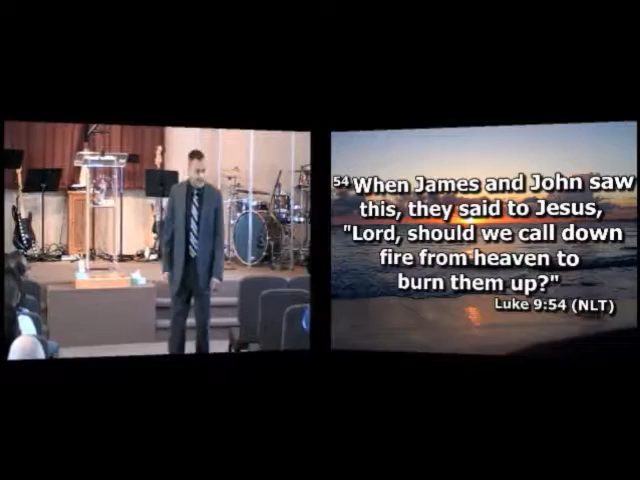 54 When James and John saw
this, they said to Jesus,
"Lord, should we call down
fire from heaven to
burn them up?"
Luke 9:54 (NLT)